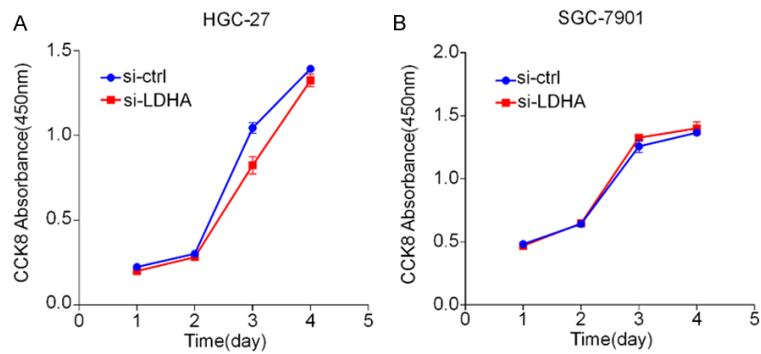 A
HGC-27
CCK8 Absorbance(450nm)
1.5
1.0
0.5
0.0
si-ctrl
si-LDHA
0
1
2
3
4
5
Time(day)
B
SGC-7901
CCK8 Absorbance(450nm)
2.0
1.5
1.0
0.5
0.0
si-ctrl
si-LDHA
0
1
2
3
4
5
Time(day)